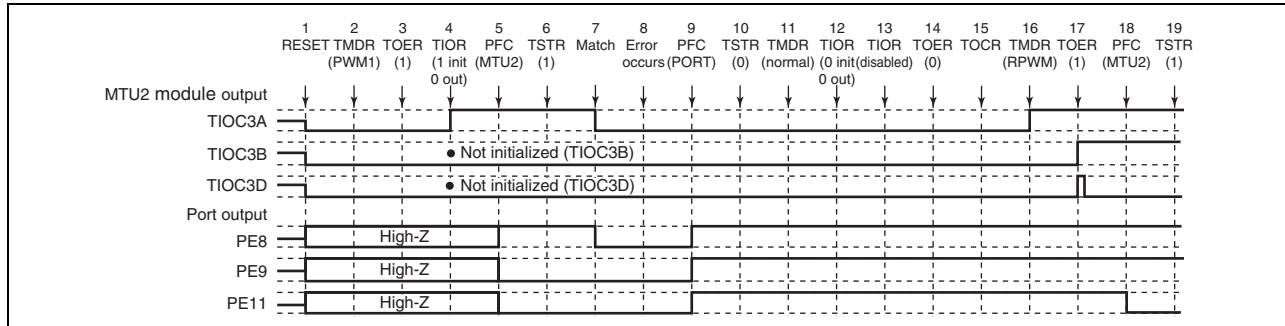 1 2 3 4 5 6 7 8 9 10 11 12 13 14 15 16 17 18 19
RESET TMDR TOER TIOR PFC TSTR Match Error PFC TSTR TMDR TIOR TIOR TOER TOCR TMDR TOER PFC TSTR
(PWM1) (1) (1 init (MTU2) (1) occurs (PORT) (0) (normal) (0 init (disabled) (0) (RPWM) (1) (MTU2) (1)
0 out) 0 out)
MTU2 module output
TIOC3A
TIOC3B • Not initialized (TIOC3B)
TIOC3D • Not initialized (TIOC3D)
Port output
PE8 High-Z
PE9 High-Z
PE11 High-Z